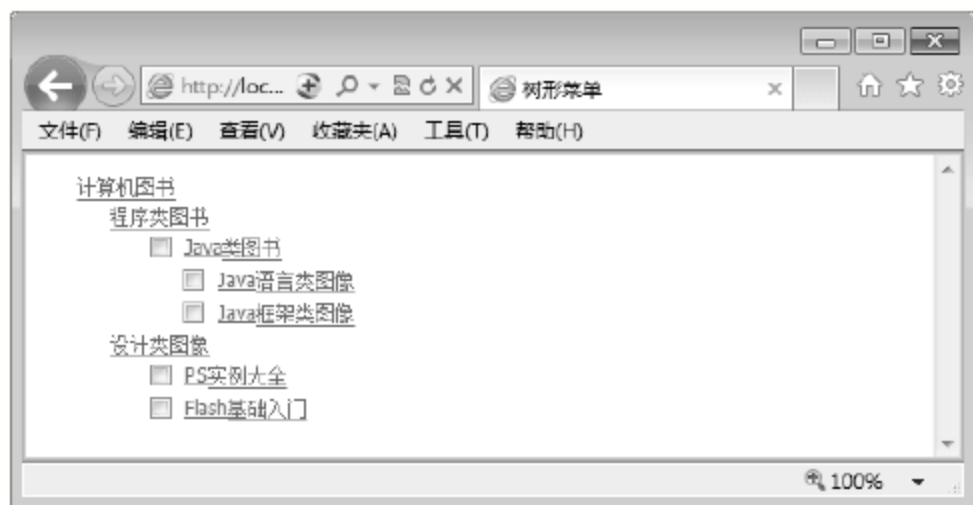 http://loc... 树形菜单
文件(F) 编辑(E) 查看(V) 收藏夹(A) 工具(T) 帮助(H)
计算机图书
程序类图书
Java类图书
Java语言类图像
Java框架类图像
设计类图像
PS实例大全
Flash基础入门
100%